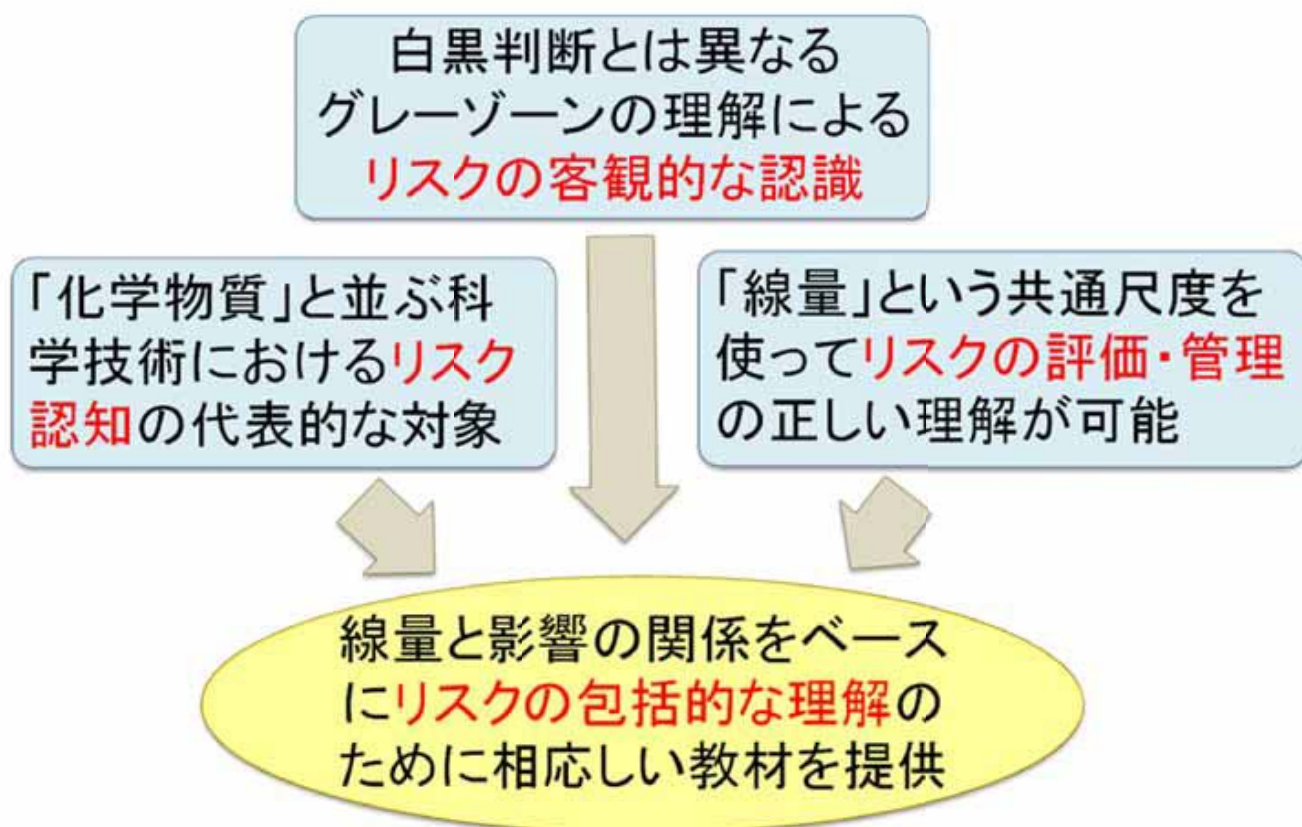 白黒判断とは異なる
グレーゾーンの理解による
リスクの客観的な認識
「化学物質」と並ぶ科
学技術におけるリスク
認知の代表的な対象
「線量」という共通尺度を
使ってリスクの評価・管理
の正しい理解が可能
線量と影響の関係をベース
にリスクの包括的な理解の
ために相応しい教材を提供